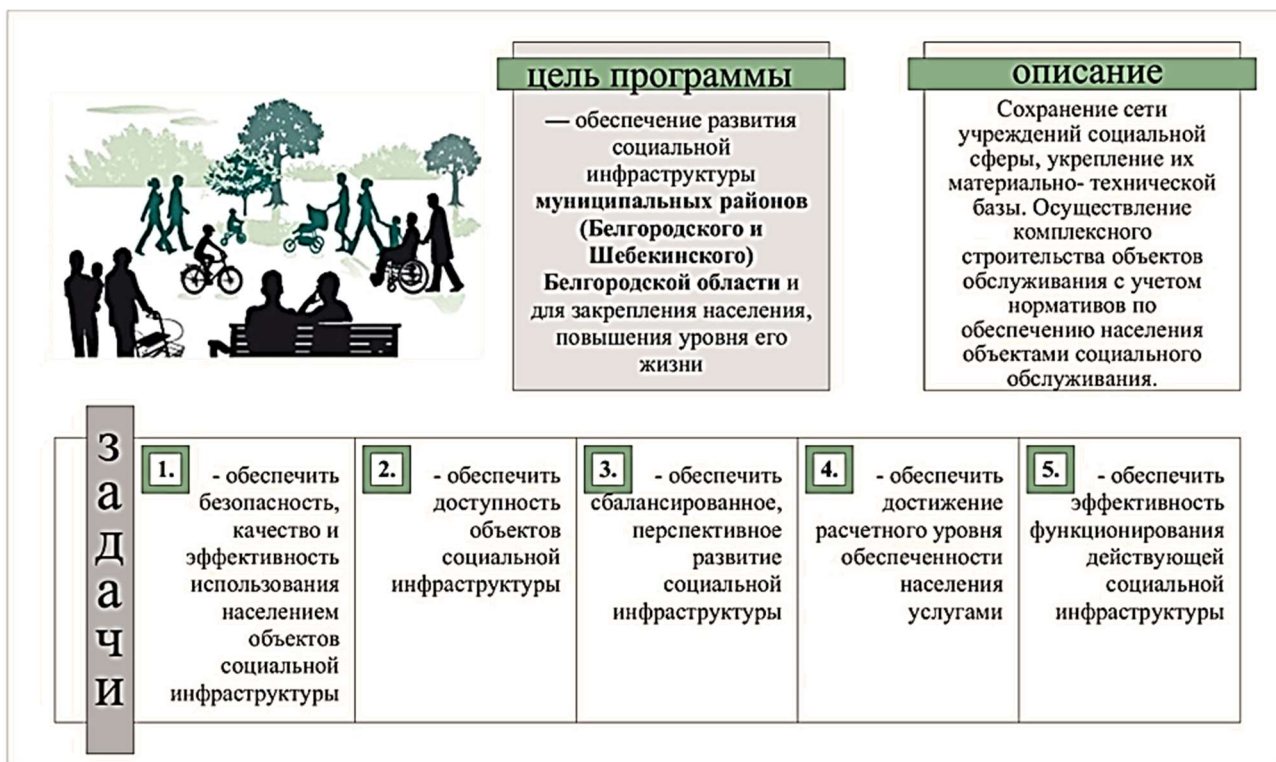 цель программы
— обеспечение развития
социальной
инфраструктуры
муниципальных районов
(Белгородского и
Шебекинского)
Белгородской области и
для закрепления населения,
повышения уровня его
жизни
описание
Сохранение сети
учреждений социальной
сферы, укрепление их
материально- технической
базы. Осуществление
комплексного
строительства объектов
обслуживания с учетом
нормативов по
обеспечению населения
объектами социального
обслуживания.
задачи
1.
- обеспечить
безопасность,
качество и
эффективность
использования
населением
объектов
социальной
инфраструктуры
2.
- обеспечить
доступность
объектов
социальной
инфраструктуры
3.
- обеспечить
сбалансированное,
перспективное
развитие
социальной
инфраструктуры
4.
- обеспечить
достижение
расчетного уровня
обеспеченности
населения
услугами
5.
- обеспечить
эффективность
функционирования
действующей
социальной
инфраструктуры